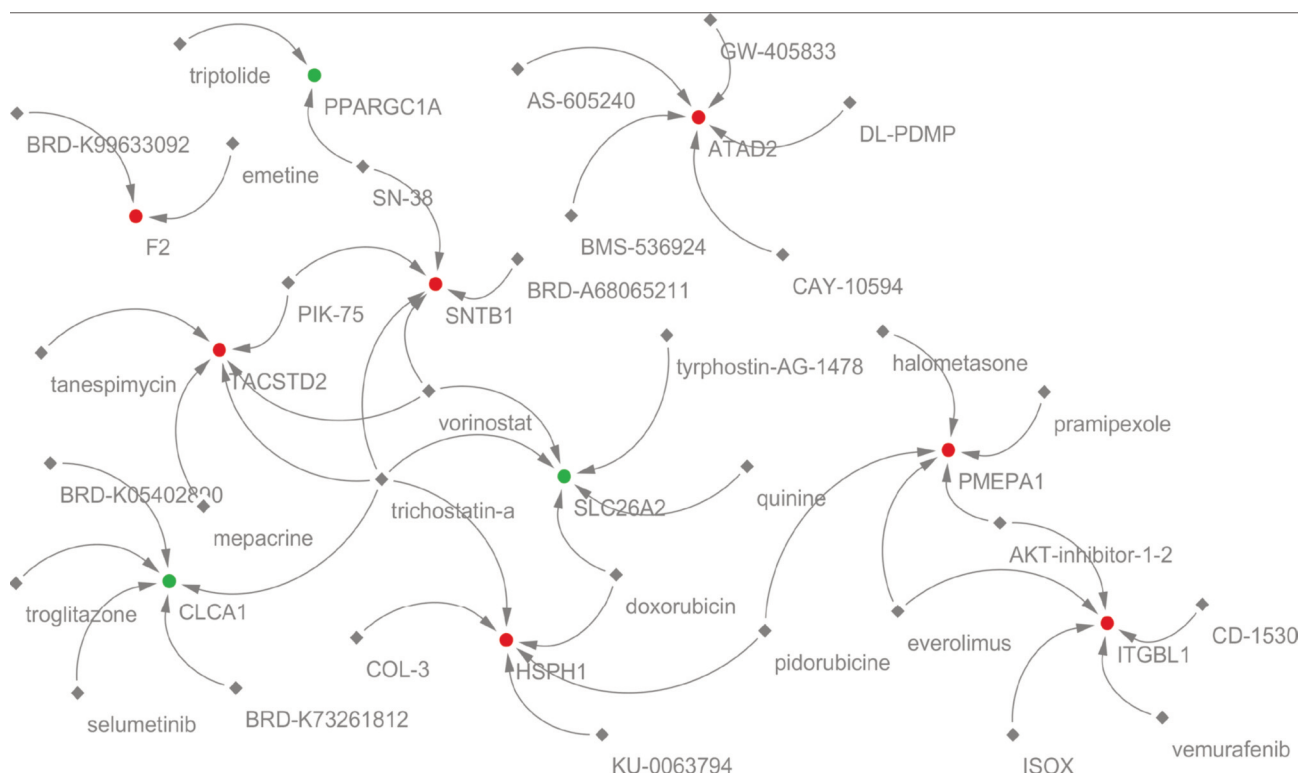 GW-405833
triptolide
AS-605240
PPARGC1A
DL-PDMP
BRD-K99633092
ATAD2
emetine
SN-38
F2
BMS-536924
CAY-10594
BRD-A68065211
PIK-75
SNTB1
tyrphostin-AG-1478
halometasone
tanespimycin
TACSTD2
vorinostat
pramipexole
BRD-K05402890
PMEPA1
quinine
trichostatin-a
SLC26A2
mepacrine
AKT-inhibitor-1-2
troglitazone
CLCA1
doxorubicin
everolimus
CD-1530
COL-3
HSPH1
pidorubicine
ITGBL1
selumetinib
BRD-K73261812
vemurafenib
KU-0063794
ISOX